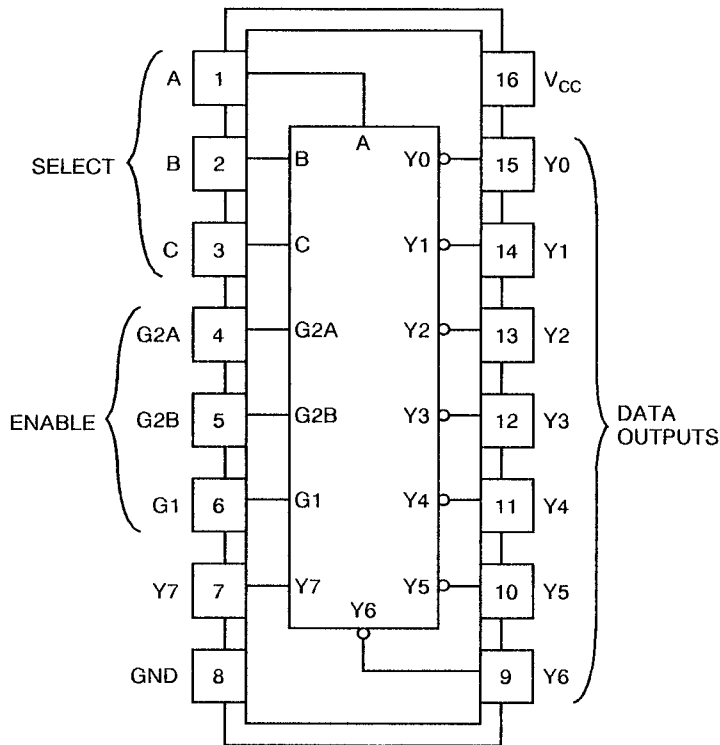 A 1 16 VCC
A
SELECT B 2 B Y0 15 Y0
C 3 C Y1 14 Y1
G2A 4 G2A Y2 13 Y2
ENABLE G2B 5 G2B Y3 12 Y3 DATA OUTPUTS
G1 6 G1 Y4 11 Y4
Y7 7 Y7 Y5 10 Y5
Y6
GND 8 9 Y6